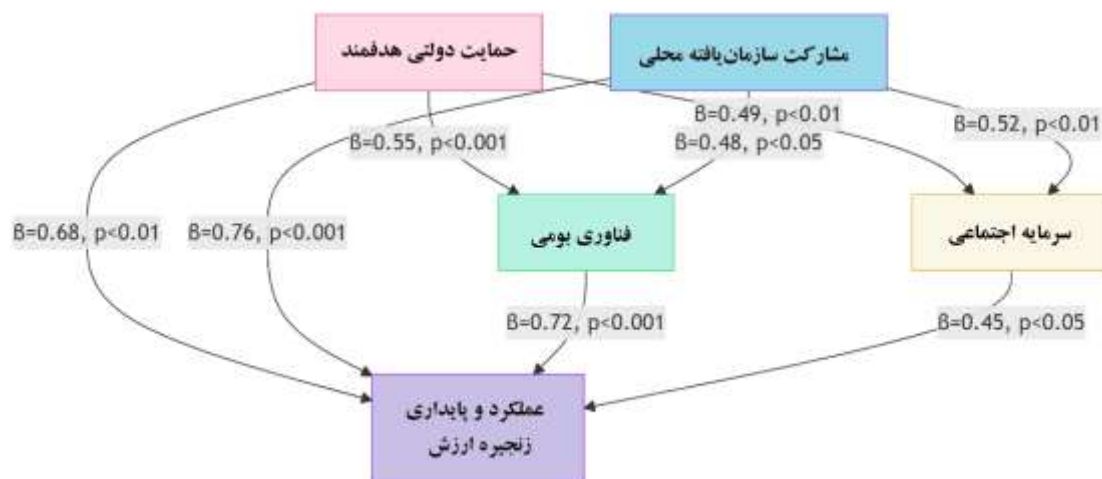 حمایت دولتی هدفمند
مشارکت سازمان‌یافته محلی
β=0.49, p<0.01
β=0.52, p<0.01
β=0.55, p<0.001
β=0.48, p<0.05
β=0.68, p<0.01
β=0.76, p<0.001
فناوری بومی
سرمایه اجتماعی
β=0.72, p<0.001
β=0.45, p<0.05
عملکرد و پایداری
زنجیره ارزش